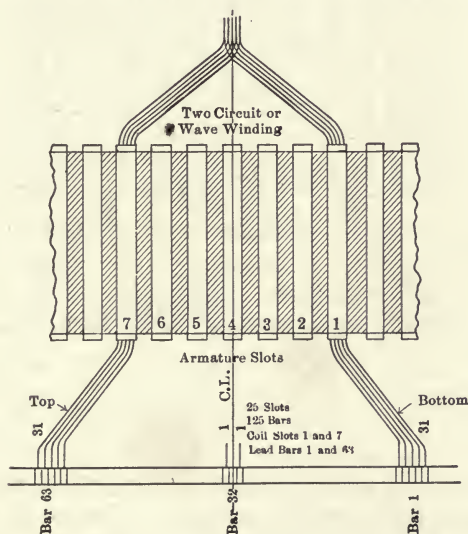 Two Circuit or
Wave Winding
7 6 5 4 3 2 1
Armature Slots
C.L.
Top
Bottom
31
1 1
31
25 Slots
125 Bars
Coil Slots 1 and 7
Lead Bars 1 and 63
Bar 63
Bar 32
Bar 1